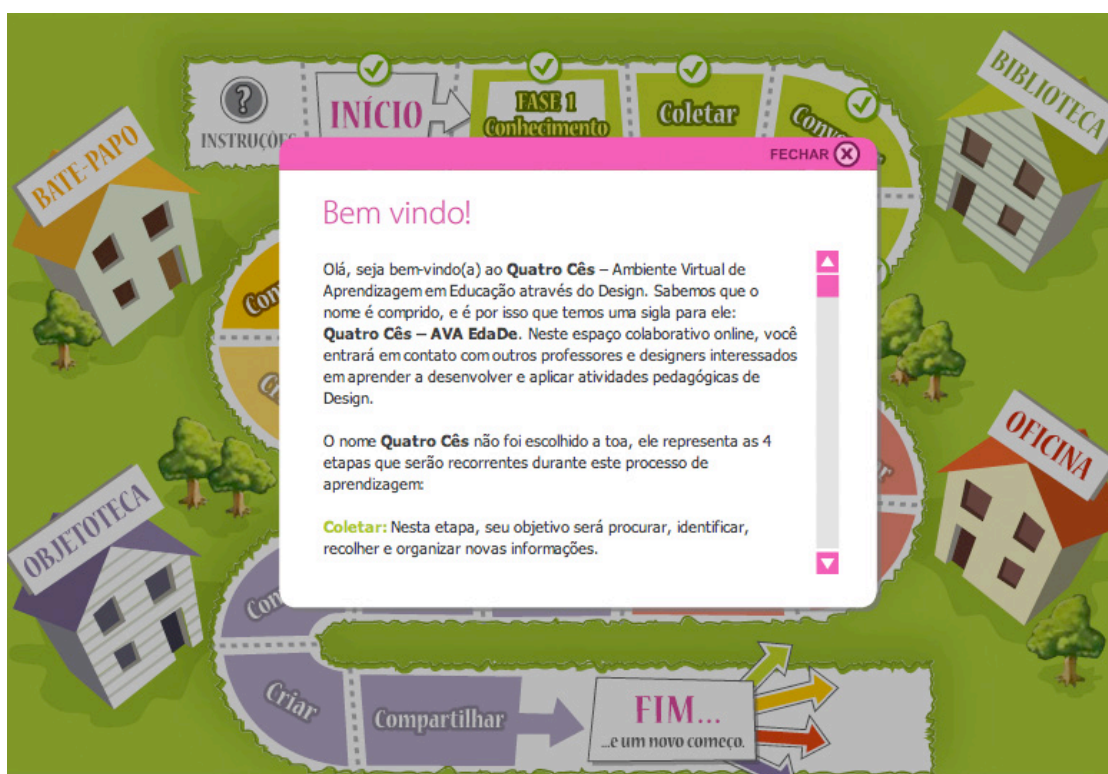 BATE-PAPO
INSTRUÇÕES
INÍCIO
FASE 1
Conhecimento
Coletar
BIBLIOTECA
FECHAR
Bem vindo!
Olá, seja bem-vindo(a) ao Quatro Cês – Ambiente Virtual de
Aprendizagem em Educação através do Design. Sabemos que o
nome é comprido, e é por isso que temos uma sigla para ele:
Quatro Cês – AVA EdaDe. Neste espaço colaborativo online, você
entrará em contato com outros professores e designers interessados
em aprender a desenvolver e aplicar atividades pedagógicas de
Design.
O nome Quatro Cês não foi escolhido a toa, ele representa as 4
etapas que serão recorrentes durante este processo de
aprendizagem:
Coletar: Nesta etapa, seu objetivo será procurar, identificar,
recolher e organizar novas informações.
OFICINA
OBJETOTECA
Criar
Compartilhar
FIM...
...e um novo começo.